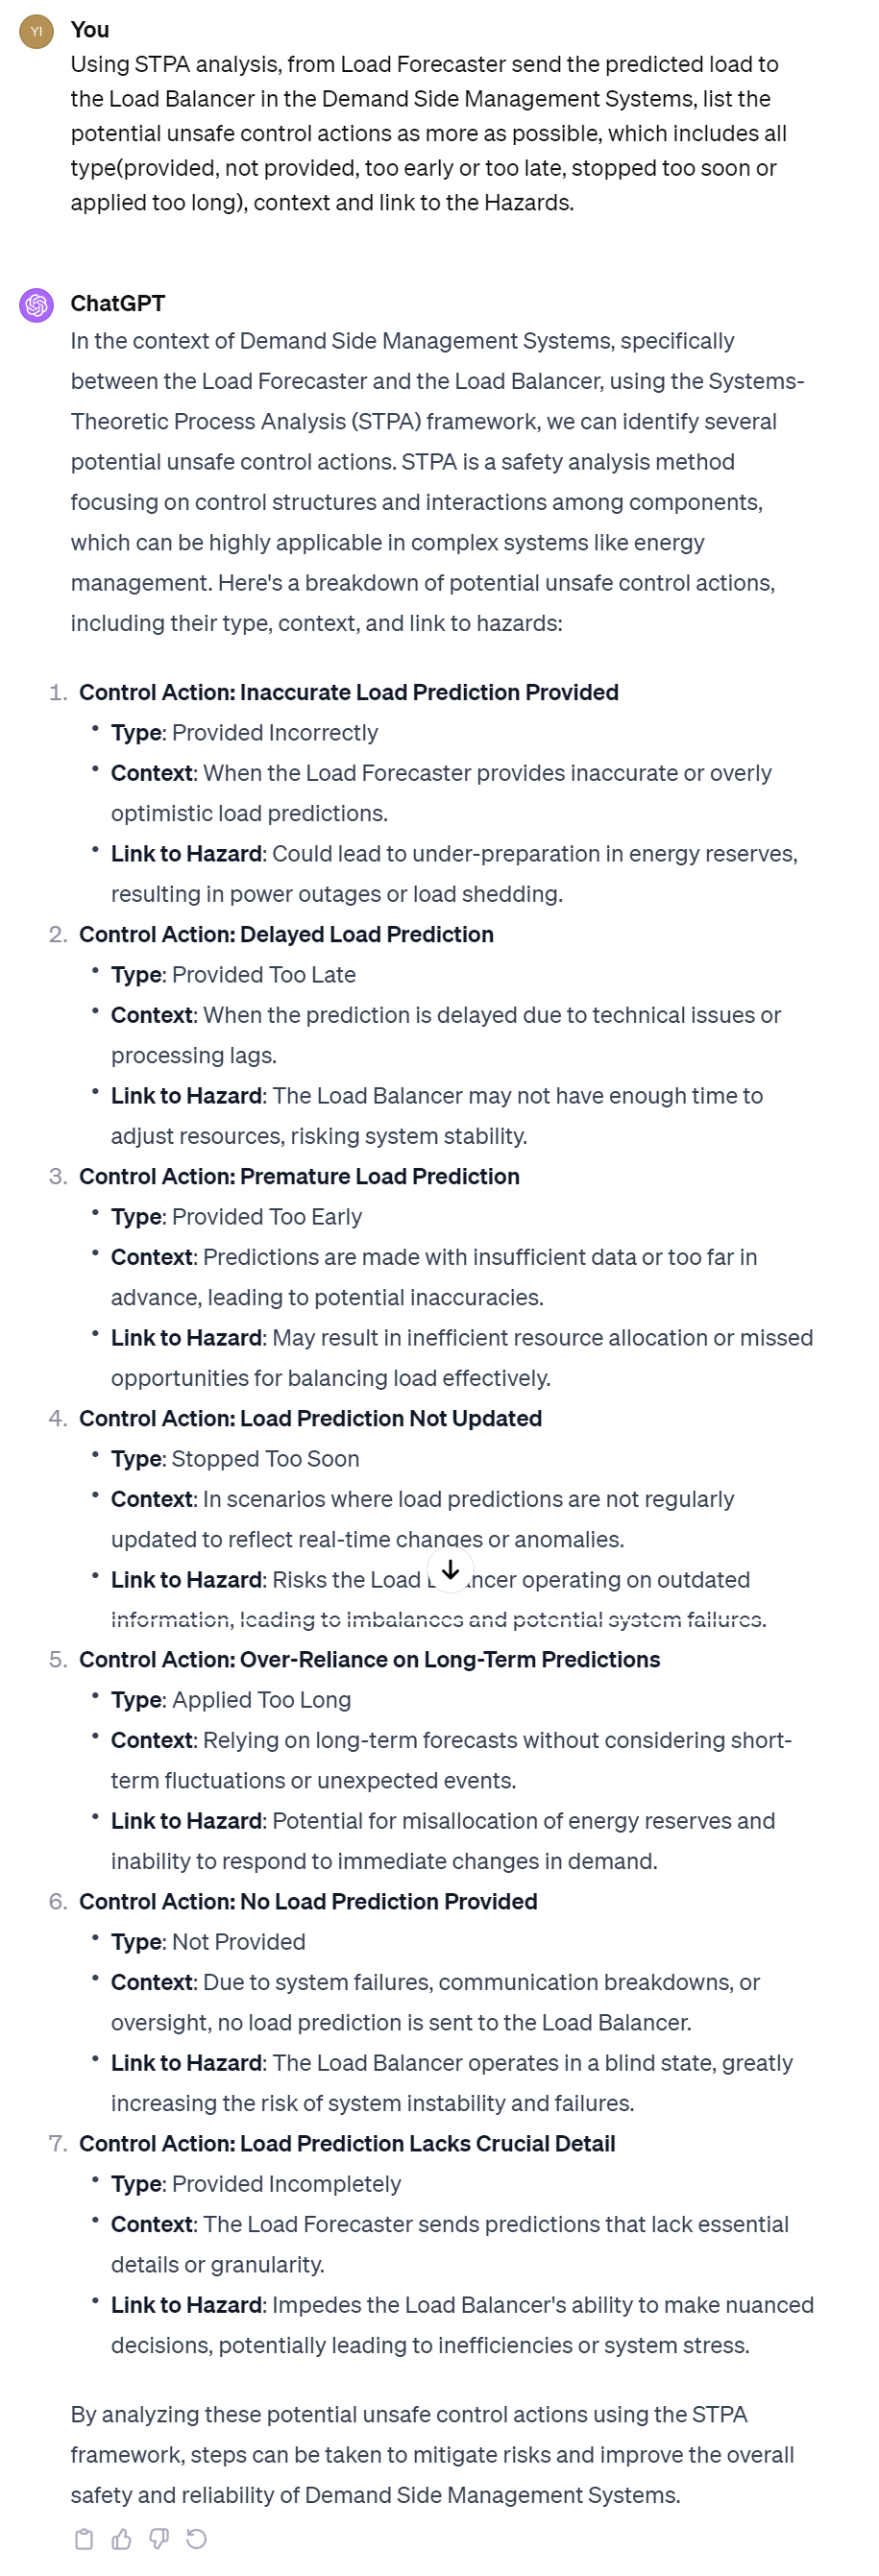 YI
You
Using STPA analysis, from Load Forecaster send the predicted load to
the Load Balancer in the Demand Side Management Systems, list the
potential unsafe control actions as more as possible, which includes all
type(provided, not provided, too early or too late, stopped too soon or
applied too long), context and link to the Hazards.
ChatGPT
In the context of Demand Side Management Systems, specifically
between the Load Forecaster and the Load Balancer, using the Systems-
Theoretic Process Analysis (STPA) framework, we can identify several
potential unsafe control actions. STPA is a safety analysis method
focusing on control structures and interactions among components,
which can be highly applicable in complex systems like energy
management. Here's a breakdown of potential unsafe control actions,
including their type, context, and link to hazards:
1. Control Action: Inaccurate Load Prediction Provided
• Type: Provided Incorrectly
• Context: When the Load Forecaster provides inaccurate or overly
optimistic load predictions.
• Link to Hazard: Could lead to under-preparation in energy reserves,
resulting in power outages or load shedding.
2. Control Action: Delayed Load Prediction
• Type: Provided Too Late
• Context: When the prediction is delayed due to technical issues or
processing lags.
• Link to Hazard: The Load Balancer may not have enough time to
adjust resources, risking system stability.
3. Control Action: Premature Load Prediction
• Type: Provided Too Early
• Context: Predictions are made with insufficient data or too far in
advance, leading to potential inaccuracies.
• Link to Hazard: May result in inefficient resource allocation or missed
opportunities for balancing load effectively.
4. Control Action: Load Prediction Not Updated
• Type: Stopped Too Soon
• Context: In scenarios where load predictions are not regularly
updated to reflect real-time changes or anomalies.
• Link to Hazard: Risks the Load Balancer operating on outdated
information, leading to imbalances and potential system failures.
5. Control Action: Over-Reliance on Long-Term Predictions
• Type: Applied Too Long
• Context: Relying on long-term forecasts without considering short-
term fluctuations or unexpected events.
• Link to Hazard: Potential for misallocation of energy reserves and
inability to respond to immediate changes in demand.
6. Control Action: No Load Prediction Provided
• Type: Not Provided
• Context: Due to system failures, communication breakdowns, or
oversight, no load prediction is sent to the Load Balancer.
• Link to Hazard: The Load Balancer operates in a blind state, greatly
increasing the risk of system instability and failures.
7. Control Action: Load Prediction Lacks Crucial Detail
• Type: Provided Incompletely
• Context: The Load Forecaster sends predictions that lack essential
details or granularity.
• Link to Hazard: Impedes the Load Balancer's ability to make nuanced
decisions, potentially leading to inefficiencies or system stress.
By analyzing these potential unsafe control actions using the STPA
framework, steps can be taken to mitigate risks and improve the overall
safety and reliability of Demand Side Management Systems.